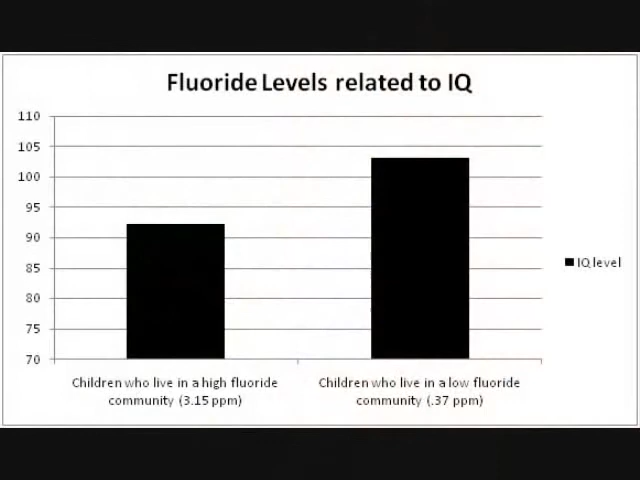 Fluoride Levels related to IQ
110
105
100
95
90
85
80
75
70
IQ level
Children who live in a high fluoride
community (3.15 ppm)
Children who live in a low fluoride
community (.37 ppm)